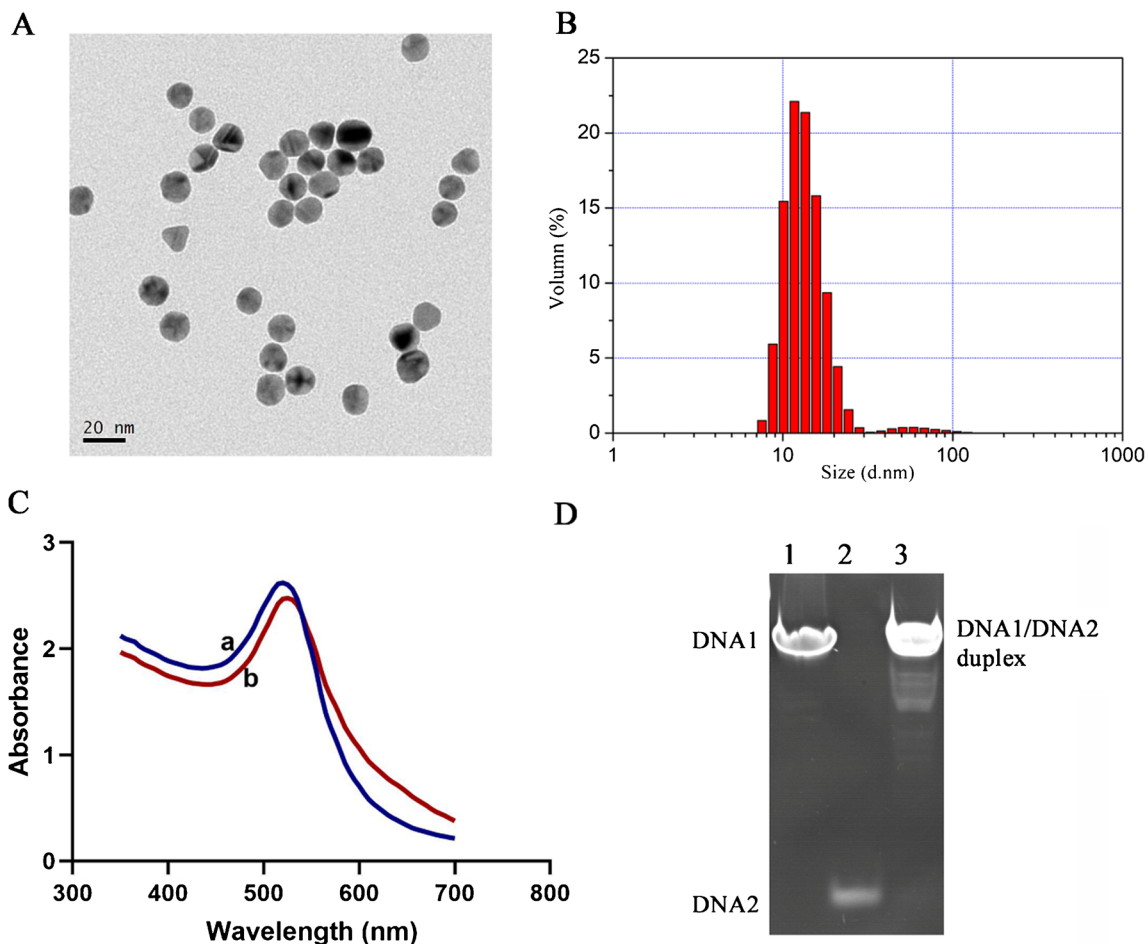 A
20 nm
B
25
20
15
10
5
0
Volumn (%)
1
10
100
1000
Size (d.nm)
C
3
2
1
0
Absorbance
a
b
300
400
500
600
700
800
Wavelength (nm)
D
1 2 3
DNA1
DNA1/DNA2
duplex
DNA2